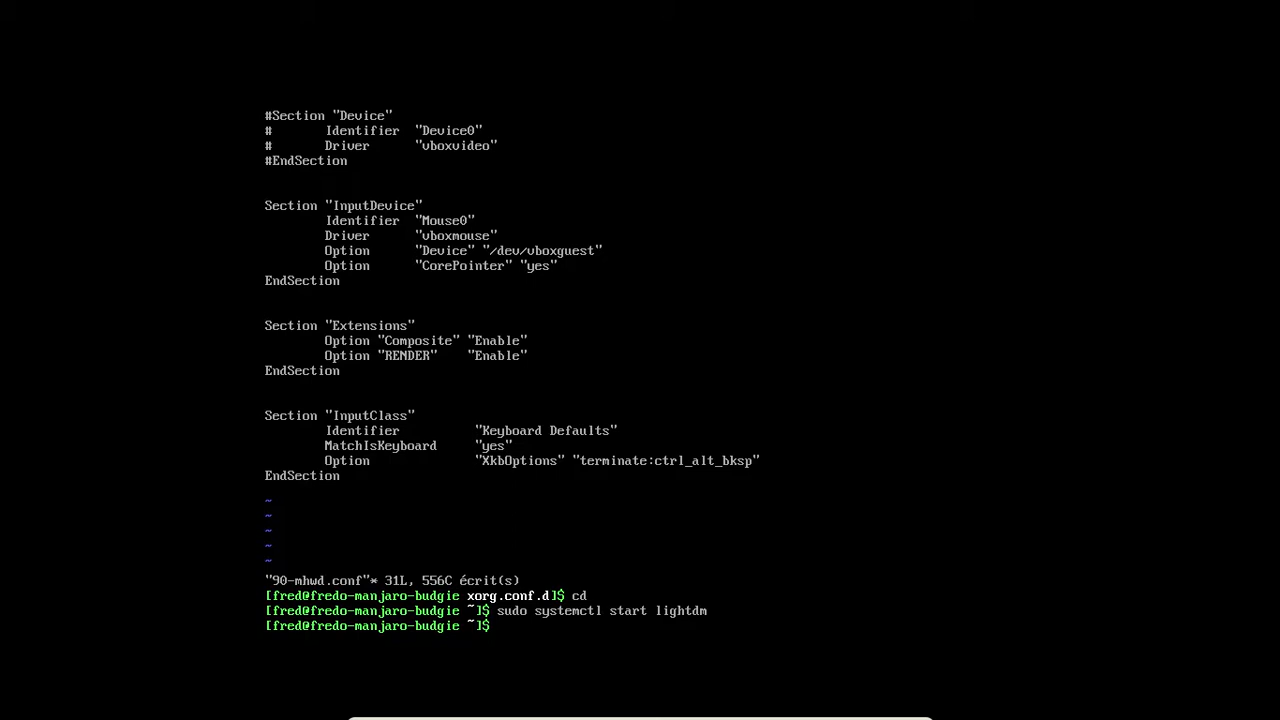 #Section "Device"
#       Identifier  "Device0"
#       Driver      "vboxvideo"
#EndSection
Section "InputDevice"
        Identifier  "Mouse0"
        Driver      "vboxmouse"
        Option      "Device" "/dev/vboxguest"
        Option      "CorePointer" "yes"
EndSection
Section "Extensions"
        Option "Composite" "Enable"
        Option "RENDER"    "Enable"
EndSection
Section "InputClass"
        Identifier          "Keyboard Defaults"
        MatchIsKeyboard     "yes"
        Option              "XkbOptions" "terminate:ctrl_alt_bksp"
EndSection
~
~
~
~
~
"90-mhwd.conf"* 31L, 556C écrit(s)
[fred@fredo-manjaro-budgie xorg.conf.d]$ cd
[fred@fredo-manjaro-budgie ~]$ sudo systemctl start lightdm
[fred@fredo-manjaro-budgie ~]$